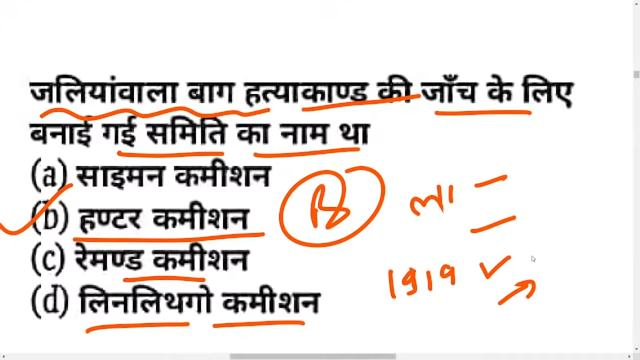 जलियांवाला बाग हत्याकाण्ड की जाँच के लिए
बनाई गई समिति का नाम था
(a) साइमन कमीशन
(b) हण्टर कमीशन
(c) रेमण्ड कमीशन
(d) लिनलिथगो कमीशन
B
ला
1919